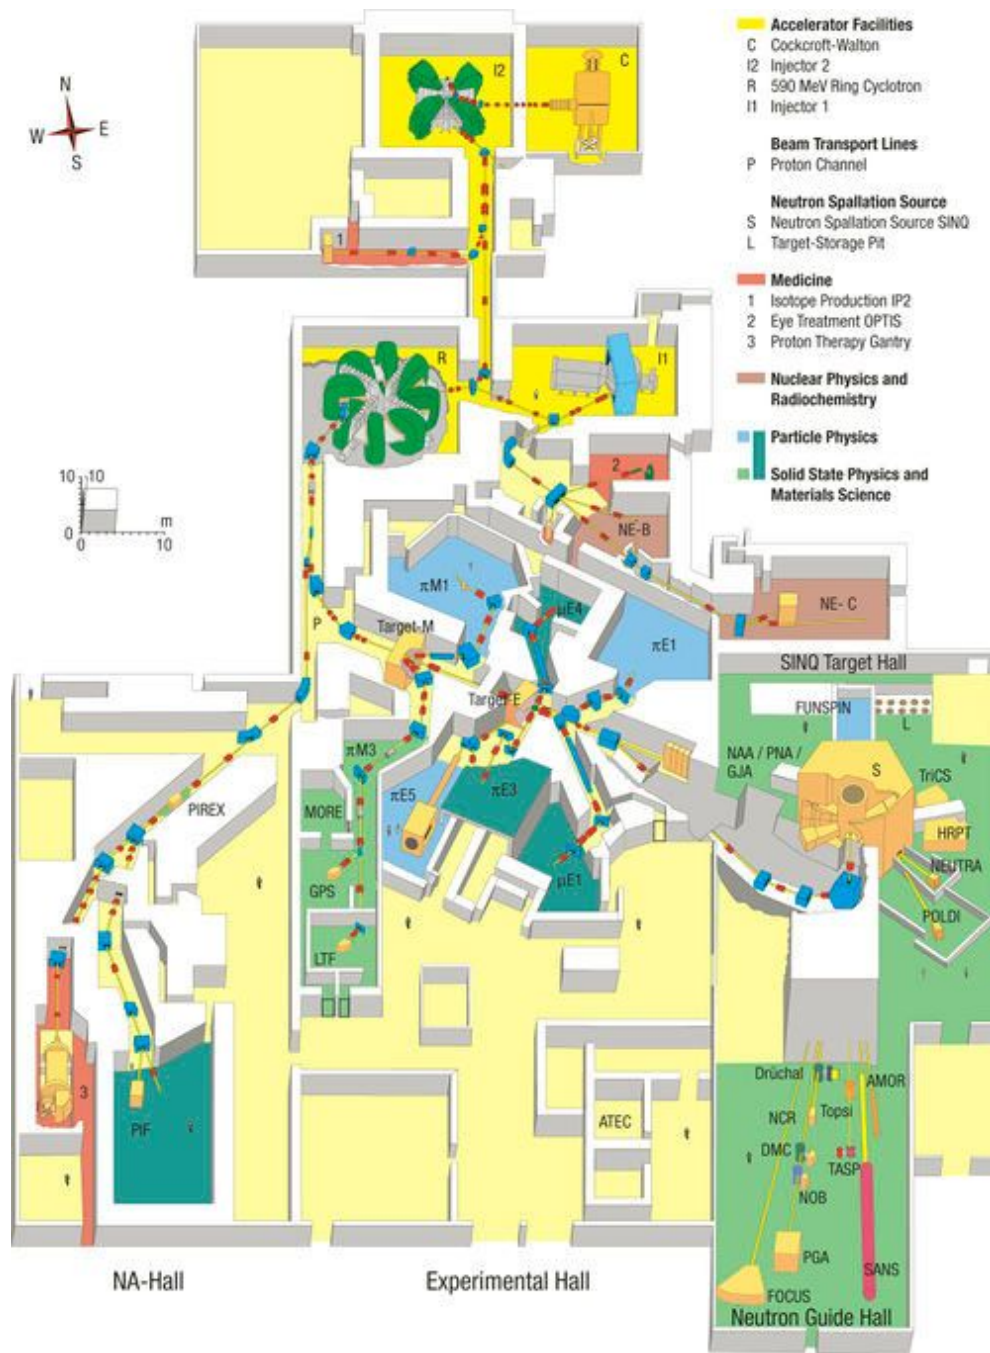 Accelerator Facilities
C Cockcroft-Walton
I2 Injector 2
R 590 MeV Ring Cyclotron
I1 Injector 1
Beam Transport Lines
P Proton Channel
Neutron Spallation Source
S Neutron Spallation Source SINQ
L Target-Storage Pit
Medicine
1 Isotope Production IP2
2 Eye Treatment OPTIS
3 Proton Therapy Gantry
Nuclear Physics and
Radiochemistry
Particle Physics
Solid State Physics and
Materials Science
N
W E
S
I2
C
1
R
I1
10 10
m
0
0 10
2
NE-B
πM1
µE4
NE- C
P
Target-M
πE1
SINQ Target Hall
Target-E
FUNSPIN
L
πM3
NAA / PNA /
GJA
S
TriCS
PIREX
MORE
πE5
πE3
HRPT
NEUTRA
GPS
µE1
POLDI
LTF
3
PIF
ATEC
Drüchal
AMOR
NCR
Topsi
DMC
TASP
NOB
PGA
SANS
FOCUS
NA-Hall
Experimental Hall
Neutron Guide Hall